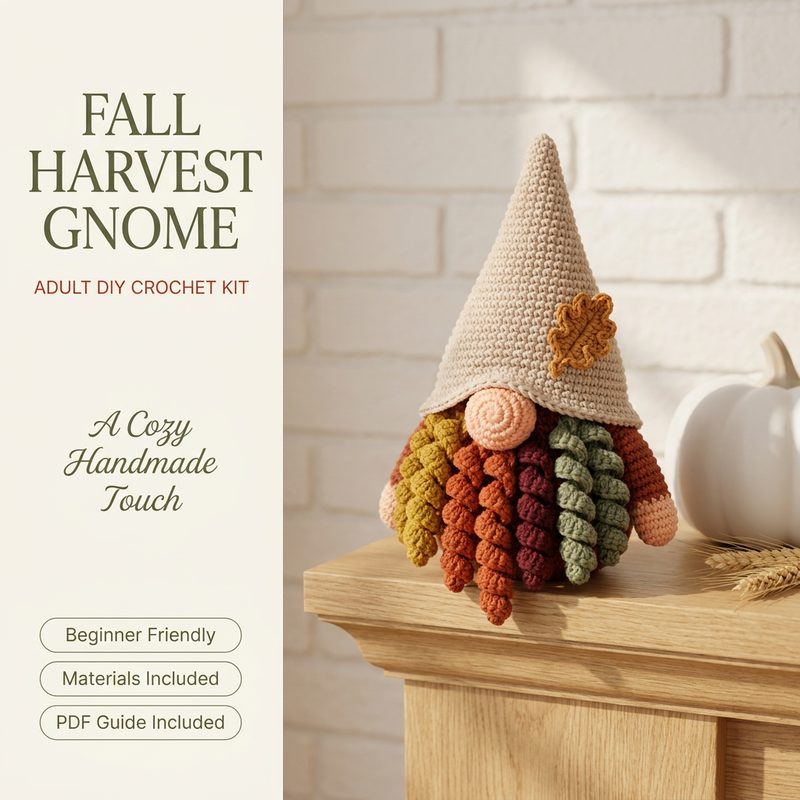 FALL
HARVEST
GNOME
ADULT DIY CROCHET KIT
A Cozy
Handmade
Touch
Beginner Friendly
Materials Included
PDF Guide Included